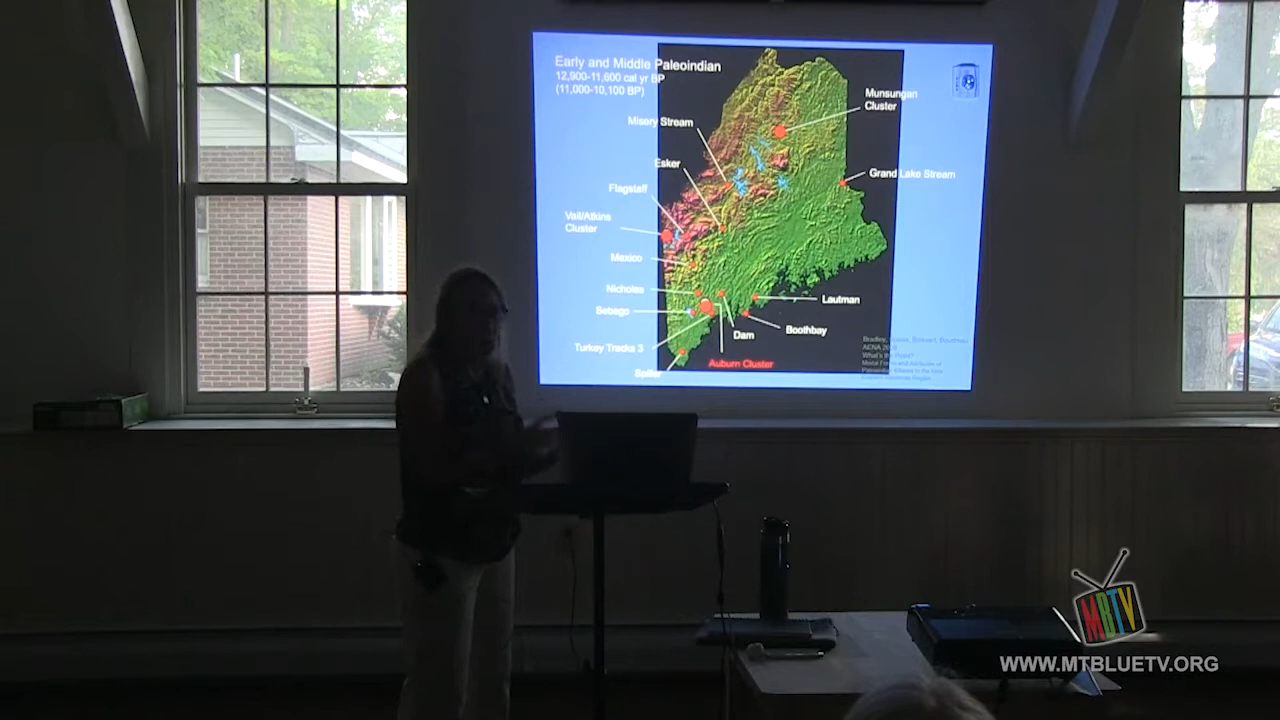 Early and Middle Paleoindian
12,900-11,600 cal yr BP
(11,000-10,100 BP)
Munsungan
Cluster
Misery Stream
Esker
Grand Lake Stream
Flagstaff
Vail/Atkins
Cluster
Mexico
Nicholas
Lautman
Sebago
Boothbay
Dam
Turkey Tracks 3
Auburn Cluster
MBTV
WWW.MTBLUETV.ORG